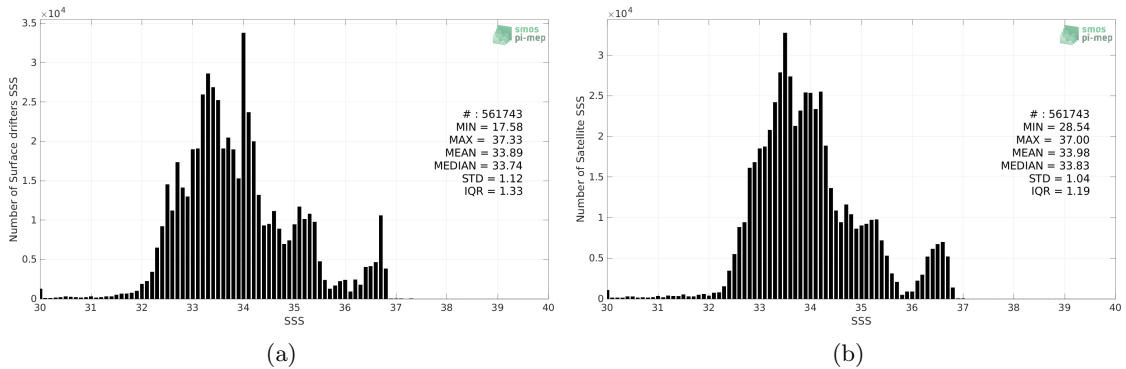 ×10^4
3.5
3
2.5
2
1.5
1
0.5
0
Number of Surface drifters SSS
smos
pi-mep
# : 561743
MIN = 17.58
MAX = 37.33
MEAN = 33.89
MEDIAN = 33.74
STD = 1.12
IQR = 1.33
30 31 32 33 34 35 36 37 38 39 40
SSS
(a)
×10^4
3
2.5
2
1.5
1
0.5
0
Number of Satellite SSS
smos
pi-mep
# : 561743
MIN = 28.54
MAX = 37.00
MEAN = 33.98
MEDIAN = 33.83
STD = 1.04
IQR = 1.19
30 31 32 33 34 35 36 37 38 39 40
SSS
(b)